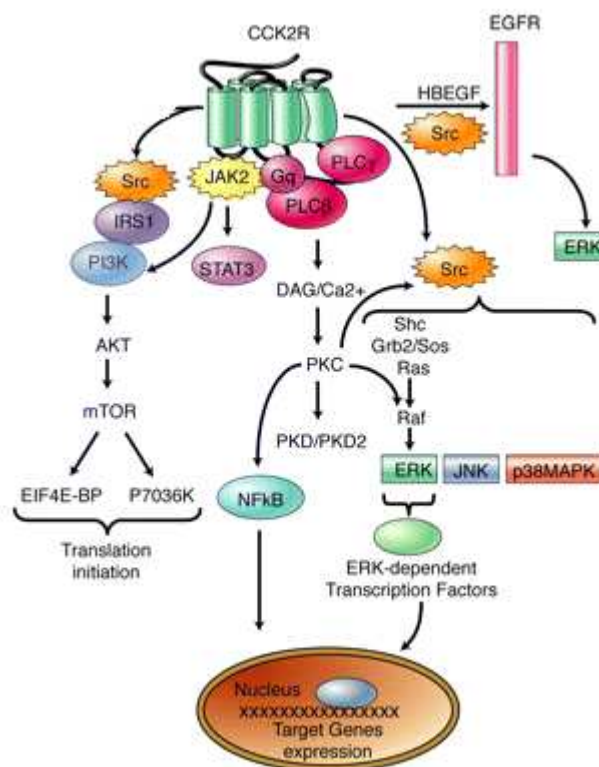 EGFR
CCK2R
HBEGF
Src
PLCγ
Src
JAK2
Gq
PLCβ
IRS1
ERK
PI3K
STAT3
Src
DAG/Ca2+
Shc
Grb2/Sos
Ras
AKT
PKC
mTOR
Raf
PKD/PKD2
ERK
JNK
p38MAPK
EIF4E-BP
P7036K
NFkB
Translation
initiation
ERK-dependent
Transcription Factors
Nucleus
XXXXXXXXXXXXXXXX
Target Genes
expression